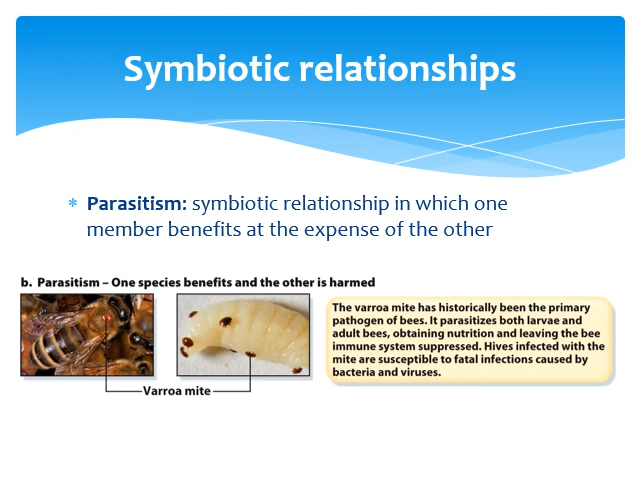 Symbiotic relationships
* Parasitism: symbiotic relationship in which one
member benefits at the expense of the other
b. Parasitism – One species benefits and the other is harmed
The varroa mite has historically been the primary
pathogen of bees. It parasitizes both larvae and
adult bees, obtaining nutrition and leaving the bee
immune system suppressed. Hives infected with the
mite are susceptible to fatal infections caused by
bacteria and viruses.
Varroa mite